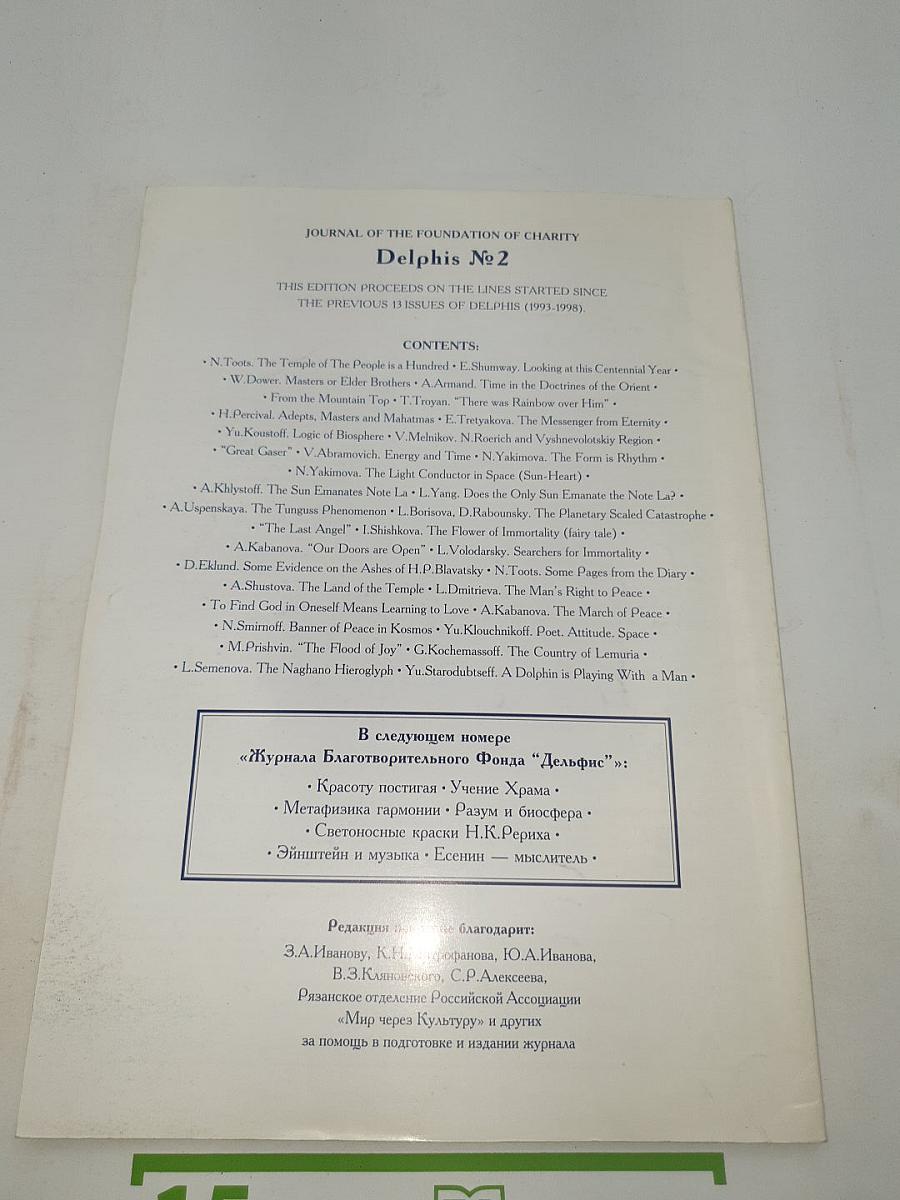 JOURNAL OF THE FOUNDATION OF CHARITY
Delphis №2
THIS EDITION PROCEEDS ON THE LINES STARTED SINCE
THE PREVIOUS 13 ISSUES OF DELPHIS (1993-1998).
CONTENTS:
• N.Toots. The Temple of The People is a Hundred • E.Shumway. Looking at this Centennial Year •
• W.Dower. Masters or Elder Brothers • A.Armand. Time in the Doctrines of the Orient •
• From the Mountain Top • T.Troyan. “There was Rainbow over Him” •
• H.Percival. Adepts, Masters and Mahatmas • E.Tretyakova. The Messenger from Eternity •
• Yu.Koustoff. Logic of Biosphere • V.Melnikov. N.Roerich and Vyshnevolotskiy Region •
• “Great Gaser” • V.Abramovich. Energy and Time • N.Yakimova. The Form is Rhythm •
• N.Yakimova. The Light Conductor in Space (Sun-Heart) •
• A.Khlystoff. The Sun Emanates Note La • L.Yang. Does the Only Sun Emanate the Note La? •
• A.Uspenskaya. The Tunguss Phenomenon • L.Borisova, D.Rabounsky. The Planetary Scaled Catastrophe •
• “The Last Angel” • I.Shishkova. The Flower of Immortality (fairy tale) •
• A.Kabanova. “Our Doors are Open” • L.Volodarsky. Searchers for Immortality •
• D.Eklund. Some Evidence on the Ashes of H.P.Blavatsky • N.Toots. Some Pages from the Diary •
• A.Shustova. The Land of the Temple • L.Dmitrieva. The Man’s Right to Peace •
• To Find God in Oneself Means Learning to Love • A.Kabanova. The March of Peace •
• N.Smirnoff. Banner of Peace in Kosmos • Yu.Klouchnikoff. Poet. Attitude. Space •
• M.Prishvin. “The Flood of Joy” • G.Kochemassoff. The Country of Lemuria •
• L.Semenova. The Naghano Hieroglyph • Yu.Starodubtseff. A Dolphin is Playing With a Man •
В следующем номере
«Журнала Благотворительного Фонда “Дельфис”»:
• Красоту постигая • Учение Храма •
• Метафизика гармонии • Разум и биосфера •
• Светоносные краски Н.К.Рериха •
• Эйнштейн и музыка • Есенин — мыслитель •
Редакция благодарит:
З.А.Иванову, Ю.А.Иванова,
В.З.Кляновского, С.Р.Алексеева,
Рязанское отделение Российской Ассоциации
«Мир через Культуру» и других
за помощь в подготовке и издании журнала